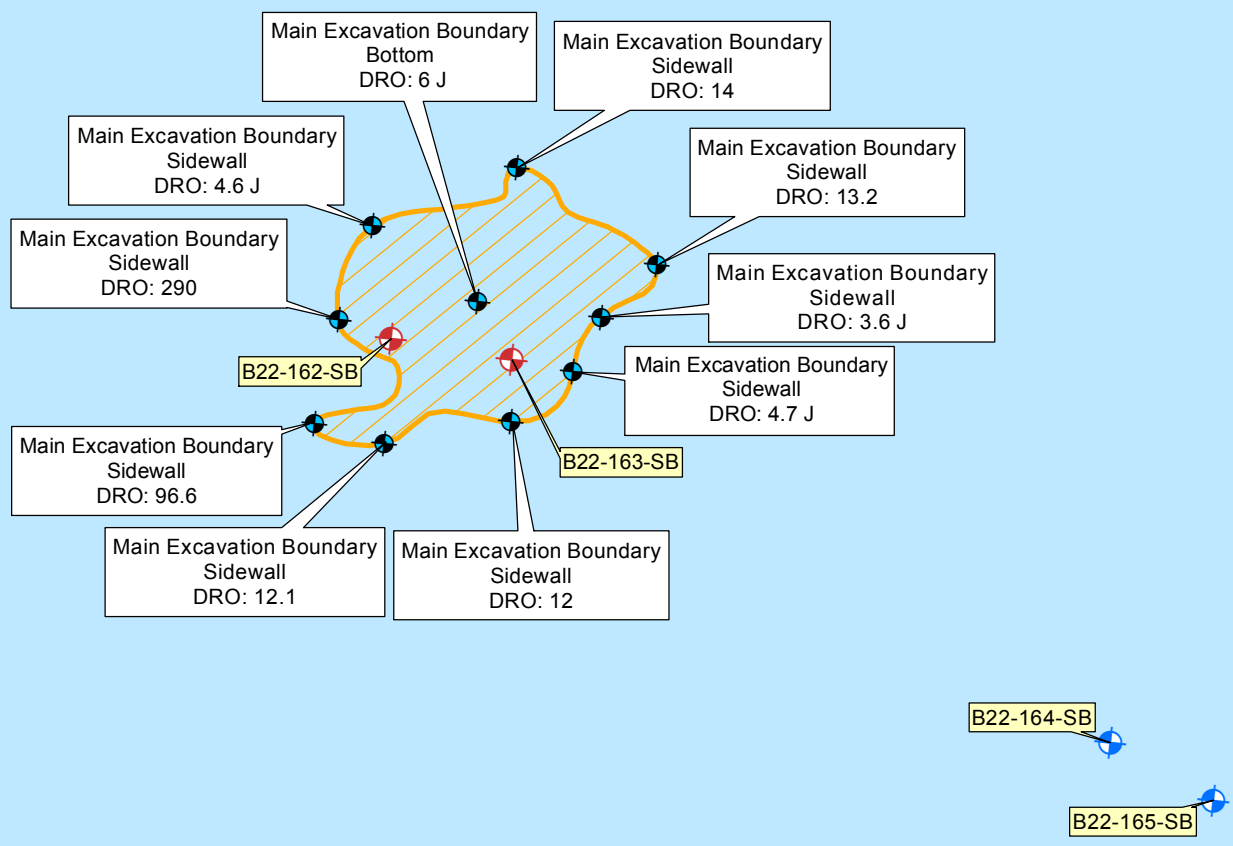 Main Excavation Boundary
Bottom
DRO: 6 J
Main Excavation Boundary
Sidewall
DRO: 14
Main Excavation Boundary
Sidewall
DRO: 4.6 J
Main Excavation Boundary
Sidewall
DRO: 13.2
Main Excavation Boundary
Sidewall
DRO: 290
Main Excavation Boundary
Sidewall
DRO: 3.6 J
B22-162-SB
Main Excavation Boundary
Sidewall
DRO: 4.7 J
Main Excavation Boundary
Sidewall
DRO: 96.6
B22-163-SB
Main Excavation Boundary
Sidewall
DRO: 12.1
Main Excavation Boundary
Sidewall
DRO: 12
B22-164-SB
B22-165-SB